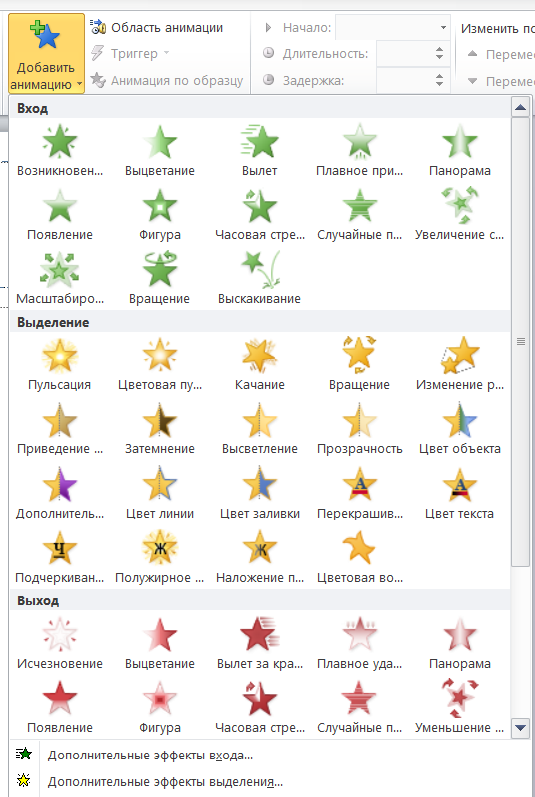 Добавить анимацию
Область анимации
Триггер
Анимация по образцу
Начало:
Длительность:
Задержка:
Изменить по
Переме
Переме
Вход
Возникновен... Выцветание Вылет Плавное при... Панорама
Появление Фигура Часовая стре... Случайные п... Увеличение с...
Масштабиро... Вращение Выскакивание
Выделение
Пульсация Цветовая пу... Качание Вращение Изменение р...
Приведение ... Затемнение Высветление Прозрачность Цвет объекта
Дополнитель... Цвет линии Цвет заливки Перекрашив... Цвет текста
Ч Ж Ж
Подчеркиван... Полужирное ... Наложение п... Цветовая во...
Выход
Исчезновение Выцветание Вылет за кра... Плавное уда... Панорама
Появление Фигура Часовая стре... Случайные п... Уменьшение ...
Дополнительные эффекты входа...
Дополнительные эффекты выделения...